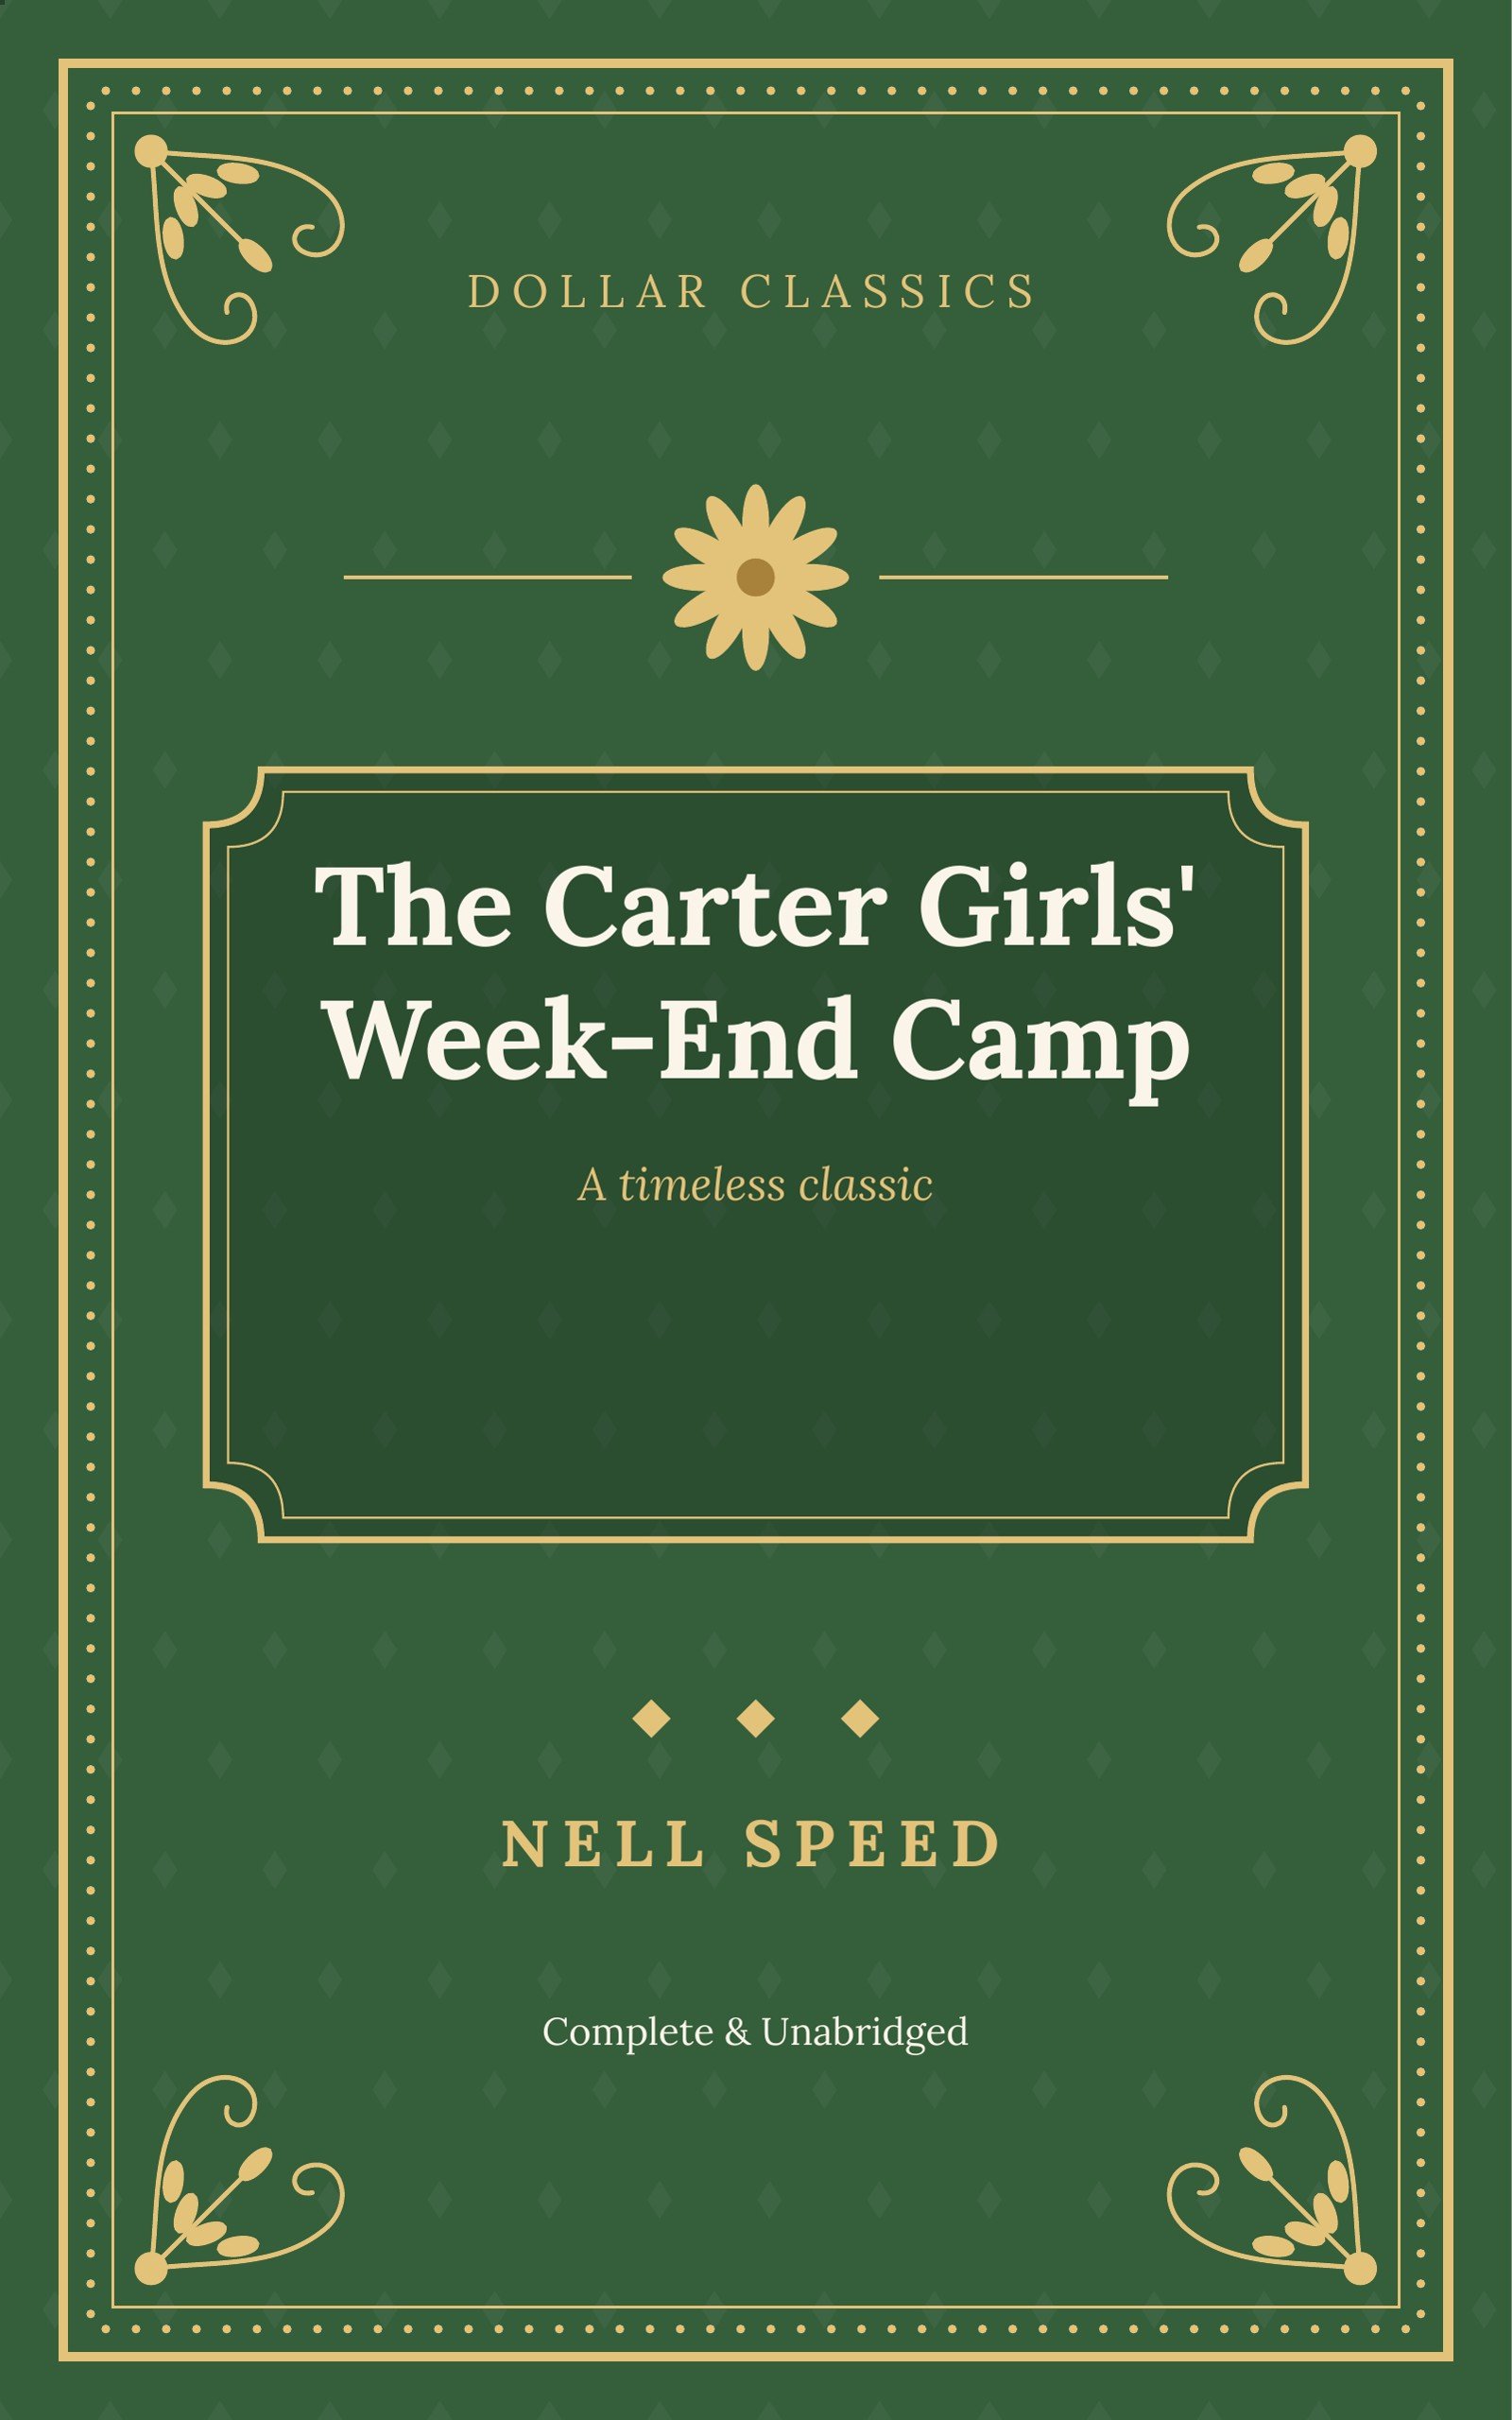 DOLLAR CLASSICS
The Carter Girls'
Week-End Camp
A timeless classic
NELL SPEED
Complete & Unabridged